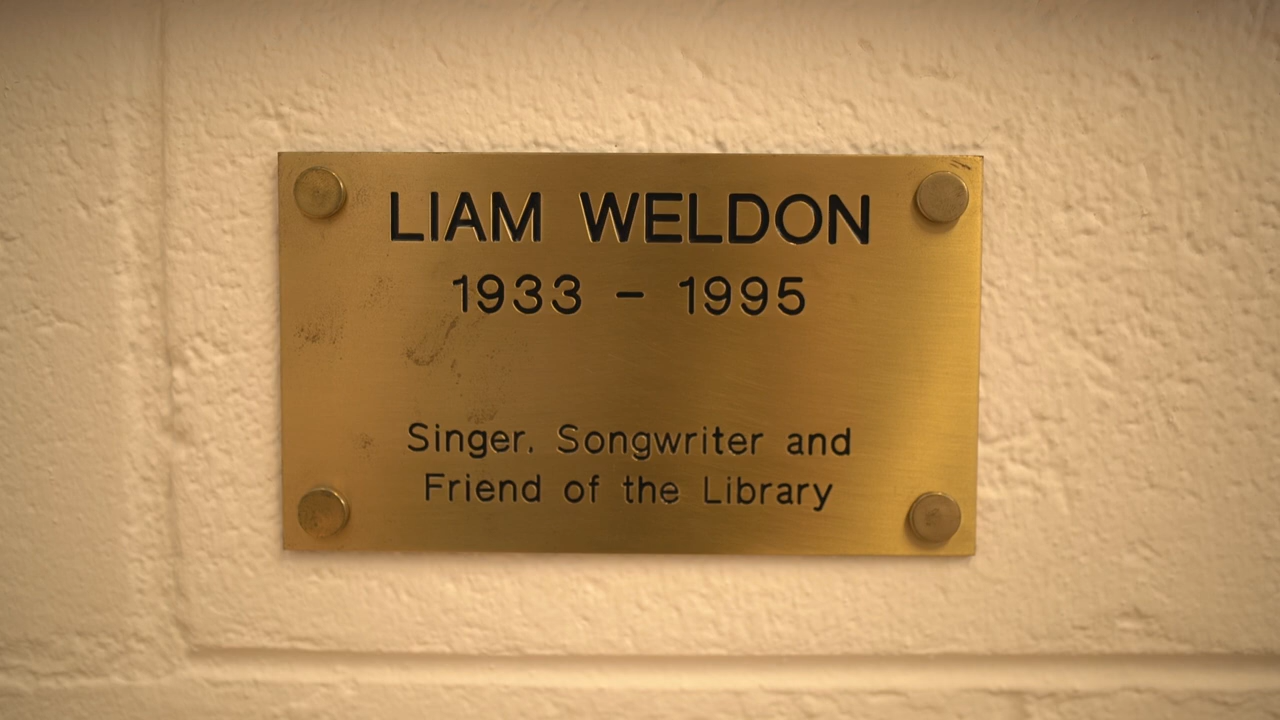 LIAM WELDON
1933 - 1995
Singer, Songwriter and
Friend of the Library